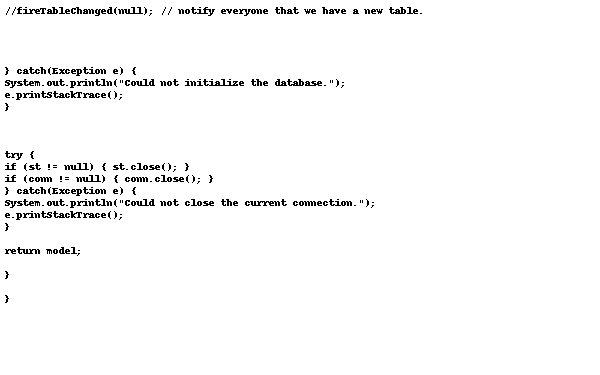 //fireTableChanged(null); // notify everyone that we have a new table.
} catch(Exception e) {
System.out.println("Could not initialize the database.");
e.printStackTrace();
}
try {
if (st != null) { st.close(); }
if (conn != null) { conn.close(); }
} catch(Exception e) {
System.out.println("Could not close the current connection.");
e.printStackTrace();
}
return model;
}
}